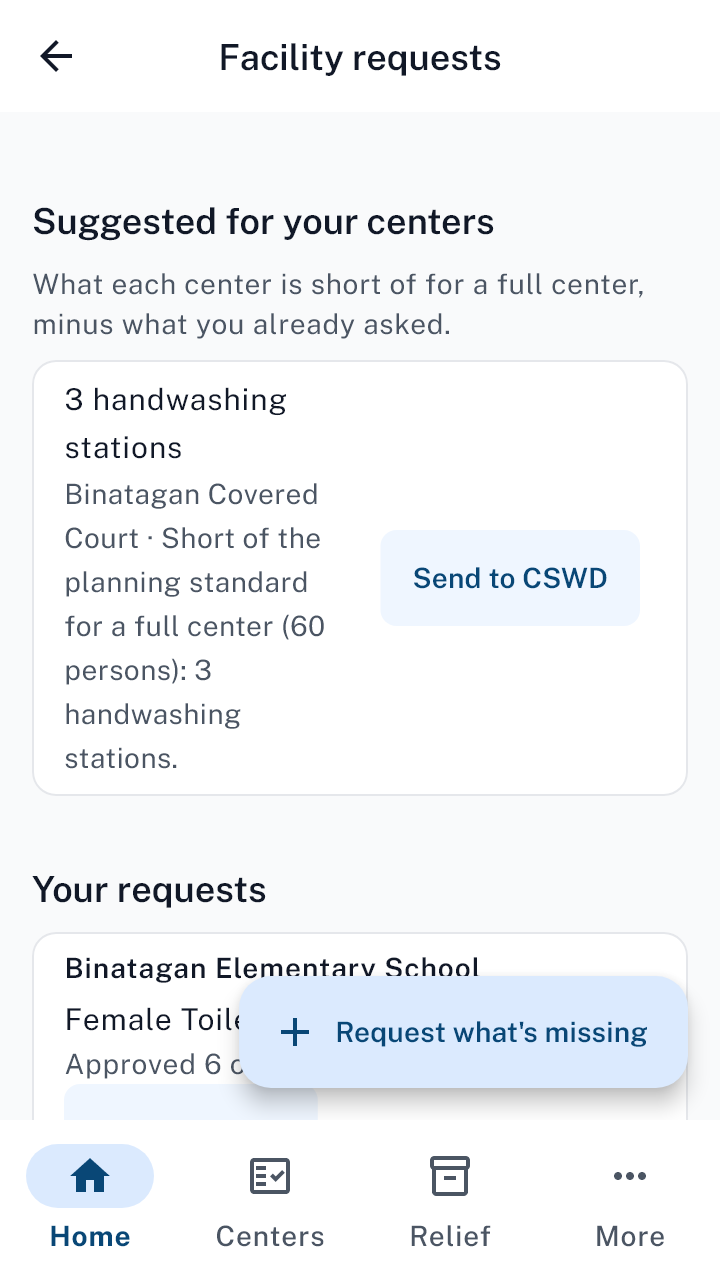 Facility requests
Suggested for your centers
What each center is short of for a full center,
minus what you already asked.
3 handwashing
stations
Binatagan Covered
Court · Short of the
planning standard
for a full center (60
persons): 3
handwashing
stations.
Send to CSWD
Your requests
Binatagan Elementary School
Female
Approved 6
Request what's missing
Home
Centers
Relief
More